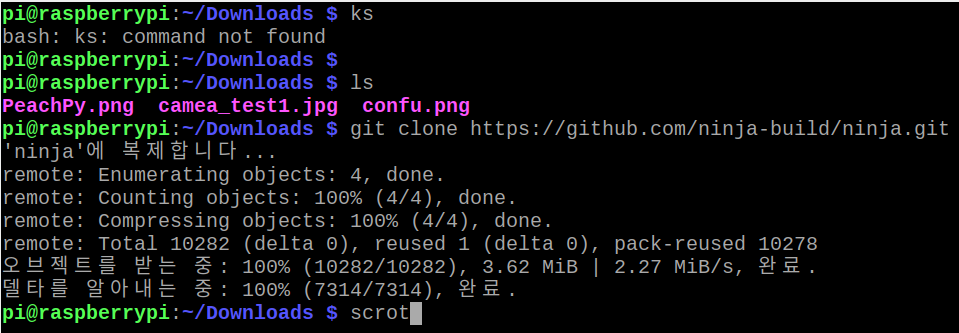 pi@raspberrypi:~/Downloads $ ks
bash: ks: command not found
pi@raspberrypi:~/Downloads $
pi@raspberrypi:~/Downloads $ ls
PeachPy.png  camea_test1.jpg  confu.png
pi@raspberrypi:~/Downloads $ git clone https://github.com/ninja-build/ninja.git
'ninja'에 복제합니다...
remote: Enumerating objects: 4, done.
remote: Counting objects: 100% (4/4), done.
remote: Compressing objects: 100% (4/4), done.
remote: Total 10282 (delta 0), reused 1 (delta 0), pack-reused 10278
오브젝트를 받는 중: 100% (10282/10282), 3.62 MiB | 2.27 MiB/s, 완료.
델타를 알아내는 중: 100% (7314/7314), 완료.
pi@raspberrypi:~/Downloads $ scrot